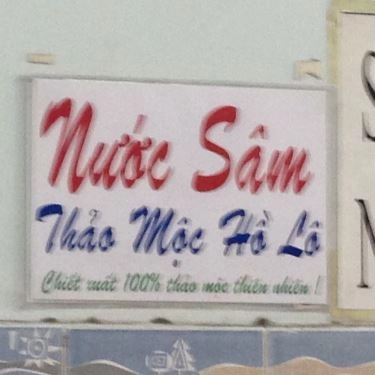 Nước Sâm
Thảo Mộc Hồ Lô
Chiết xuất 100% thảo mộc thiên nhiên !
S
M